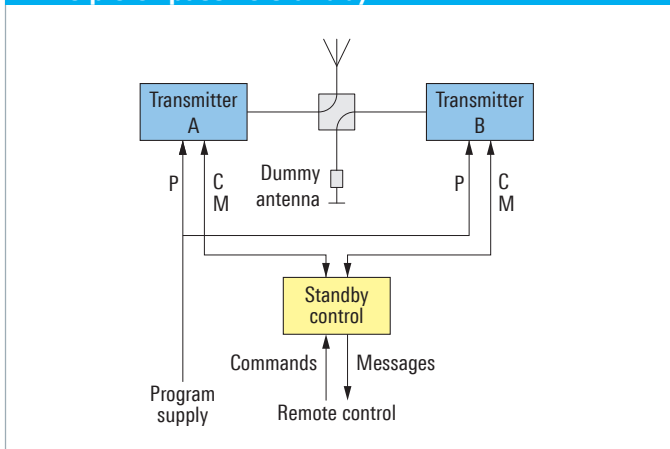 Transmitter
A
Transmitter
B
Dummy
antenna
P
C
M
P
C
M
Standby
control
Commands
Messages
Program
supply
Remote control